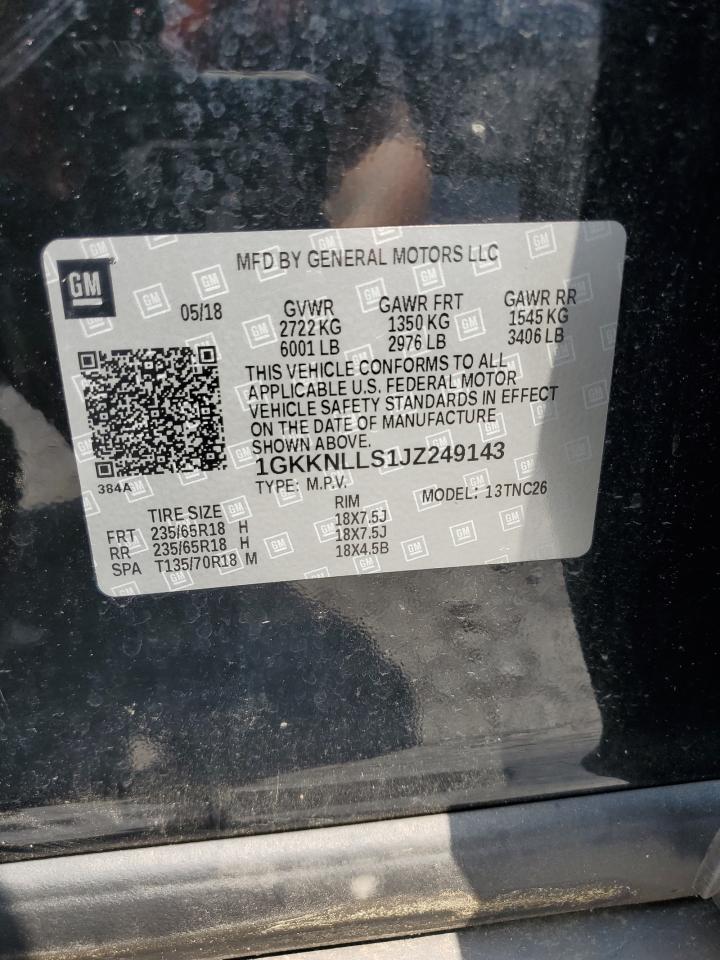 GM
MFD BY GENERAL MOTORS LLC
05/18 GVWR GAWR FRT GAWR RR
2722 KG 1350 KG 1545 KG
6001 LB 2976 LB 3406 LB
THIS VEHICLE CONFORMS TO ALL
APPLICABLE U.S. FEDERAL MOTOR
VEHICLE SAFETY STANDARDS IN EFFECT
ON THE DATE OF MANUFACTURE
SHOWN ABOVE.
1GKKNLLS1JZ249143
384A
TYPE: M.P.V. MODEL: 13TNC26
TIRE SIZE RIM
FRT 235/65R18 H 18X7.5J
RR 235/65R18 H 18X7.5J
SPA T135/70R18 M 18X4.5B